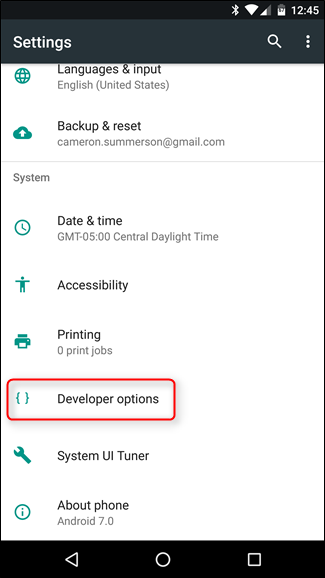 12:45
Settings
Languages & input
English (United States)
Backup & reset
cameron.summerson@gmail.com
System
Date & time
GMT-05:00 Central Daylight Time
Accessibility
Printing
0 print jobs
{ } Developer options
System UI Tuner
About phone
Android 7.0